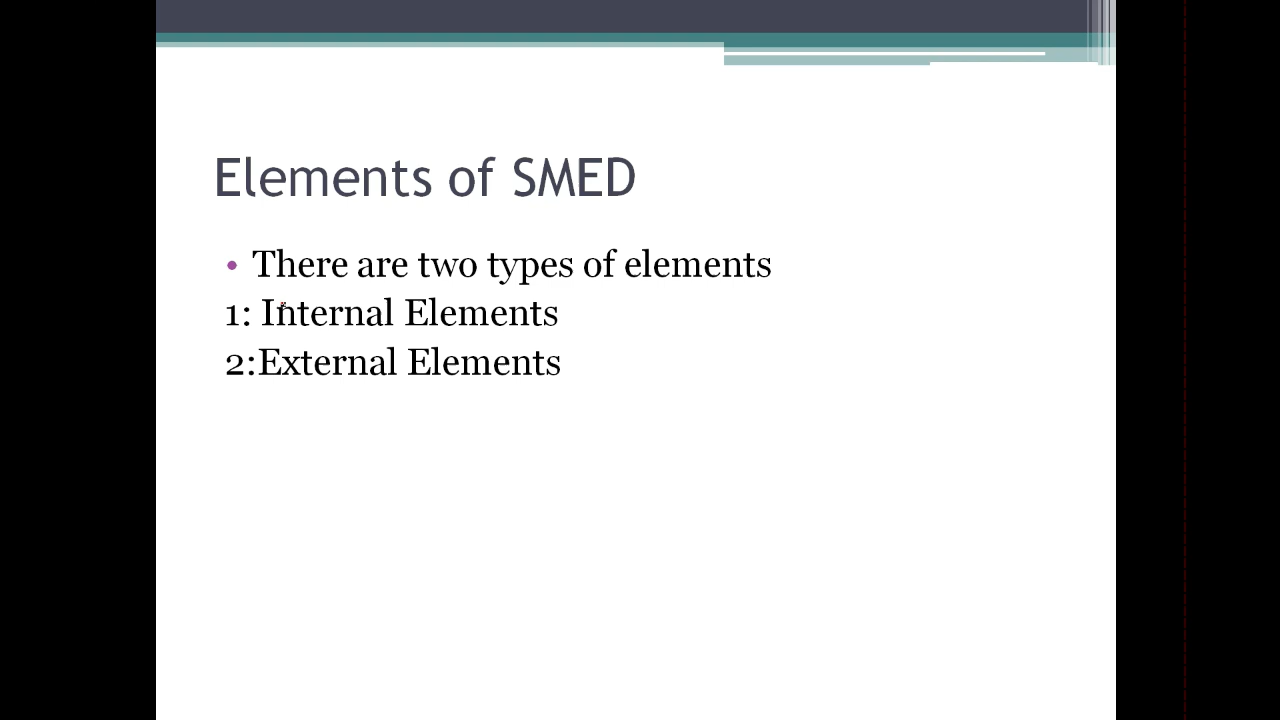 Elements of SMED
• There are two types of elements
1: Internal Elements
2:External Elements